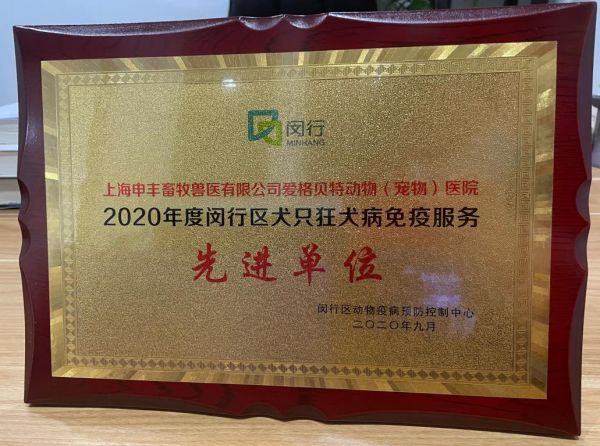 闵行
MINHANG
上海申丰畜牧兽医有限公司爱格贝特动物（宠物）医院
2020年度闵行区犬只狂犬病免疫服务
先进单位
闵行区动物疫病预防控制中心
二〇二〇年九月